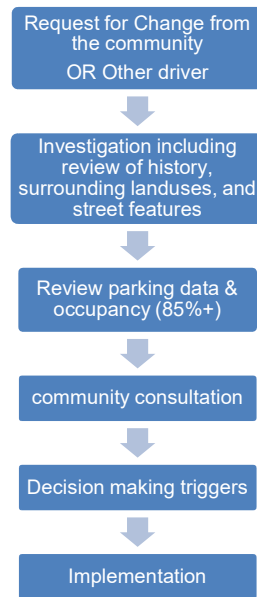 Request for Change from
the community
OR Other driver
Investigation including
review of history,
surrounding landuses, and
street features
Review parking data &
occupancy (85%+)
community consultation
Decision making triggers
Implementation